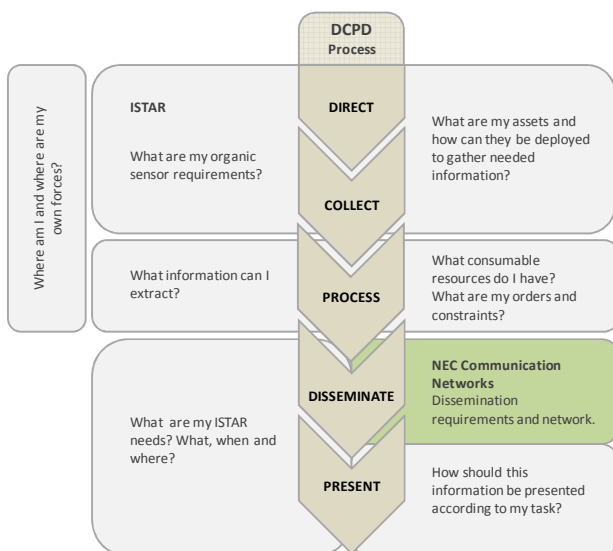 DCPD
Process
Where am I and where are my
own forces?
ISTAR
What are my organic
sensor requirements?
DIRECT
What are my assets and
how can they be deployed
to gather needed
information?
COLLECT
What information can I
extract?
PROCESS
What consumable
resources do I have?
What are my orders and
constraints?
NEC Communication
Networks
Dissemination
requirements and network.
DISSEMINATE
What are my ISTAR
needs? What, when and
where?
PRESENT
How should this
information be presented
according to my task?